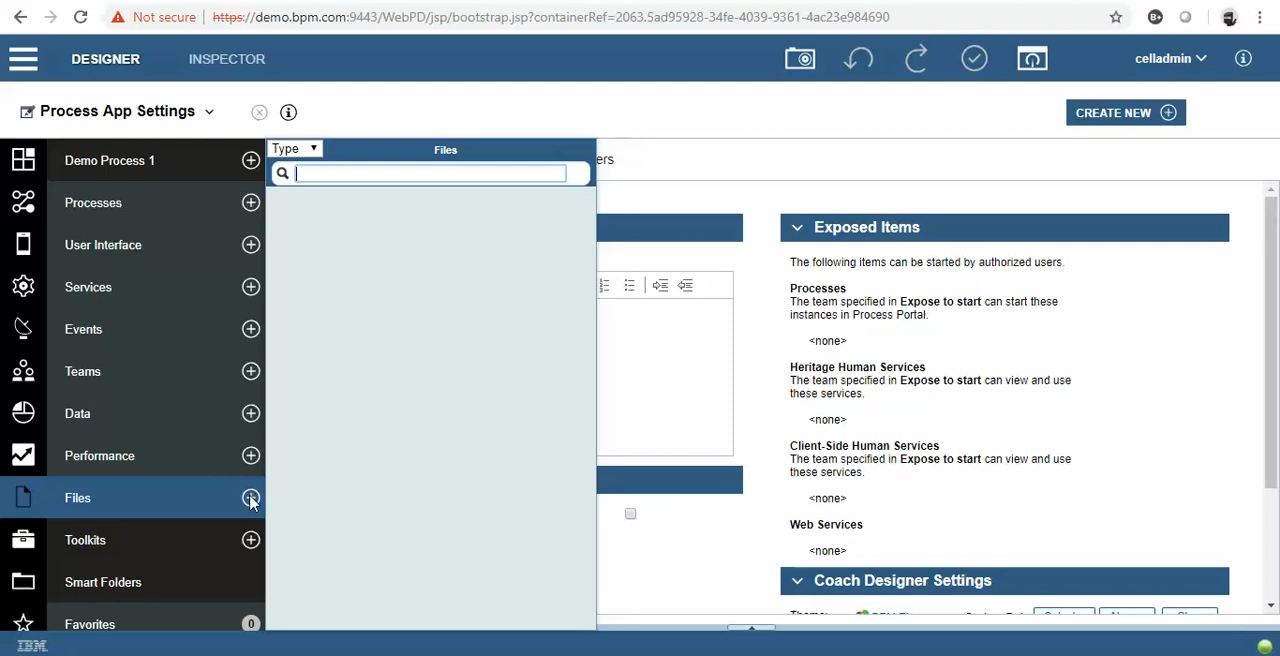 Not secure | https://demo.bpm.com:9443/WebPD/jsp/bootstrap.jsp?containerRef=2063.5ad95928-34fe-4039-9361-4ac23e984690
DESIGNER INSPECTOR celladmin
Process App Settings CREATE NEW
Demo Process 1
Processes
User Interface
Services
Events
Teams
Data
Performance
Files
Toolkits
Smart Folders
Favorites 0
Type Files
ers
Exposed Items
The following items can be started by authorized users.
Processes
The team specified in Expose to start can start these
instances in Process Portal.
<none>
Heritage Human Services
The team specified in Expose to start can view and use
these services.
<none>
Client-Side Human Services
The team specified in Expose to start can view and use
these services.
<none>
Web Services
<none>
Coach Designer Settings
IBM